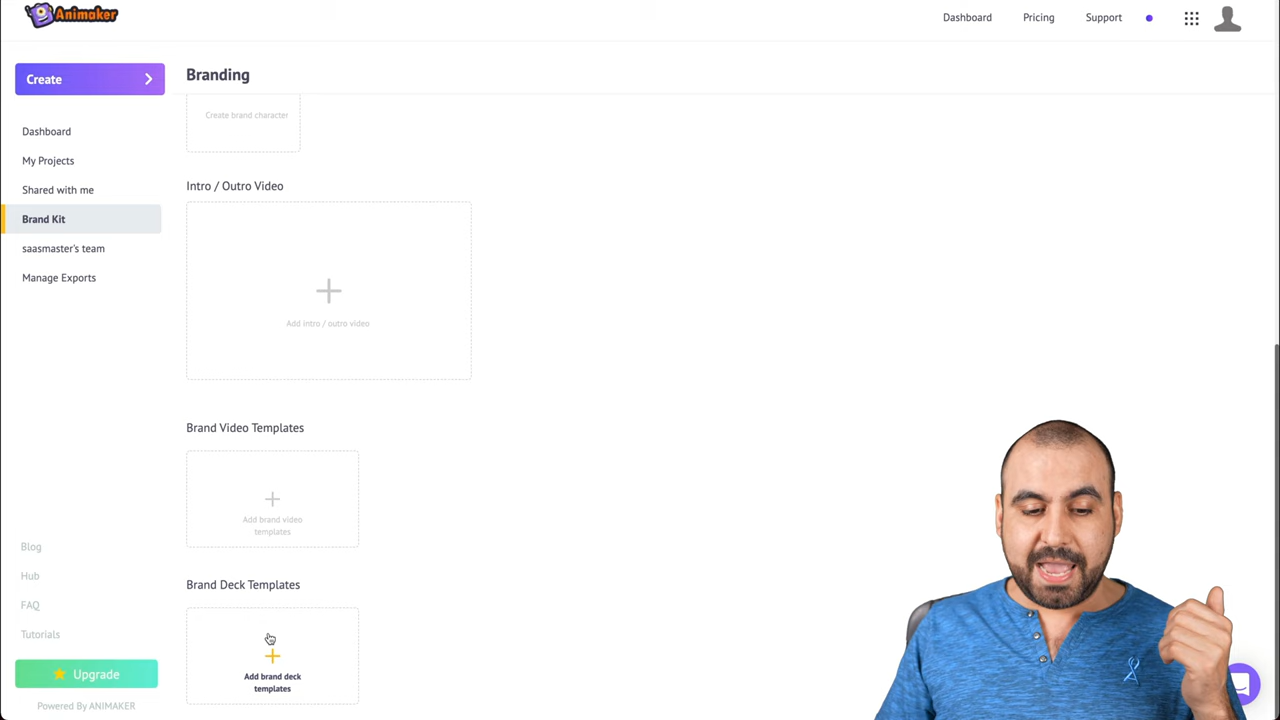 Animaker
Dashboard
Pricing
Support
Create
Branding
Create brand character
Dashboard
My Projects
Intro / Outro Video
Shared with me
Brand Kit
saasmaster's team
Manage Exports
Add intro / outro video
Brand Video Templates
Add brand video
templates
Blog
Hub
Brand Deck Templates
FAQ
Tutorials
Upgrade
Add brand deck
templates
Powered By ANIMAKER